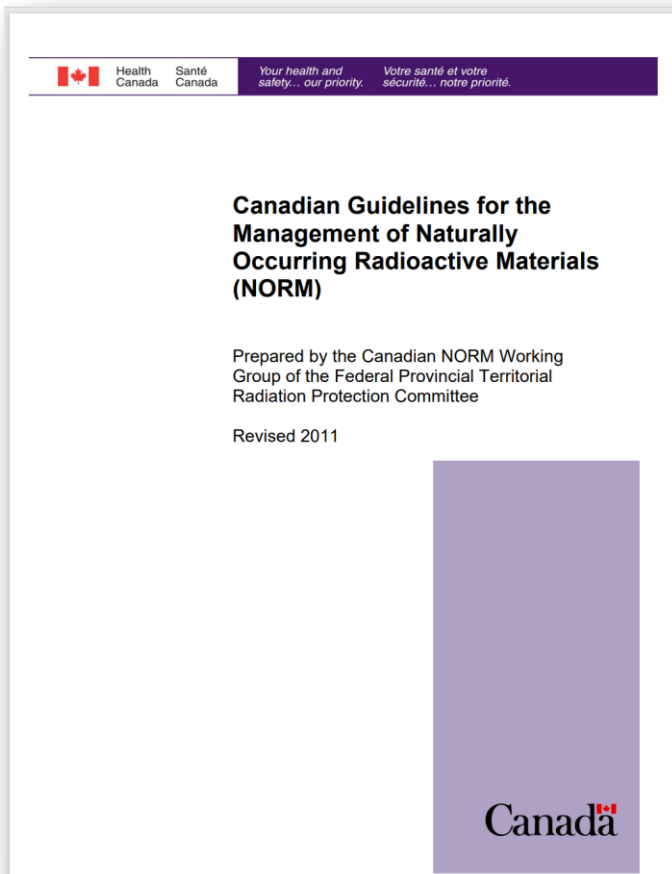 Health Canada
Santé Canada
Your health and safety... our priority.
Votre santé et votre sécurité... notre priorité.
Canadian Guidelines for the
Management of Naturally
Occurring Radioactive Materials
(NORM)
Prepared by the Canadian NORM Working
Group of the Federal Provincial Territorial
Radiation Protection Committee
Revised 2011
Canada